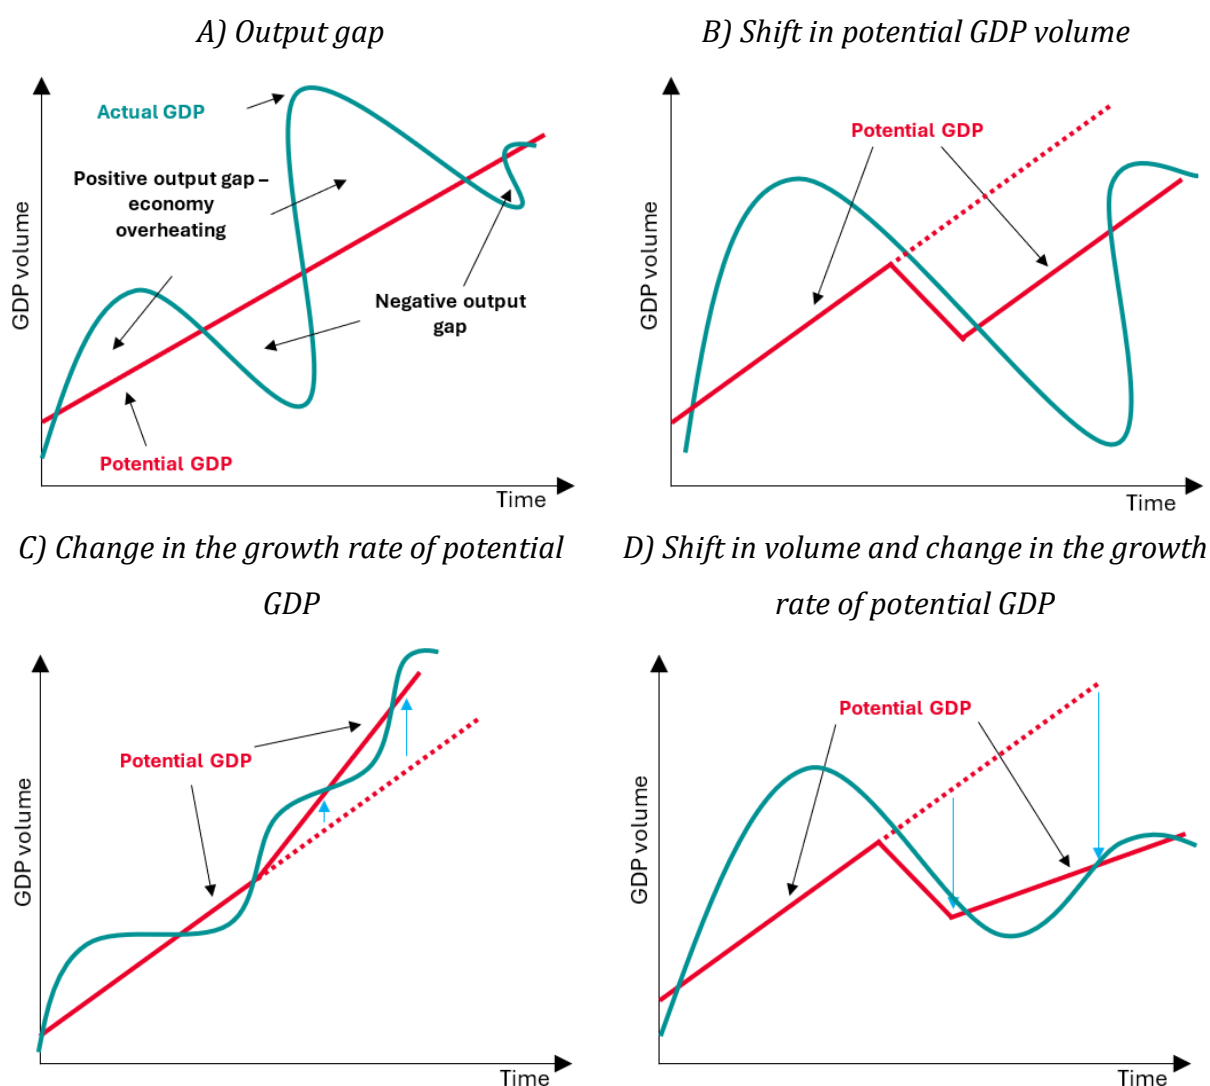 A) Output gap
Actual GDP
Positive output gap –
economy
overheating
Negative output
gap
Potential GDP
GDP volume
Time
B) Shift in potential GDP volume
Potential GDP
GDP volume
Time
C) Change in the growth rate of potential
GDP
Potential GDP
GDP volume
Time
D) Shift in volume and change in the growth
rate of potential GDP
Potential GDP
GDP volume
Time